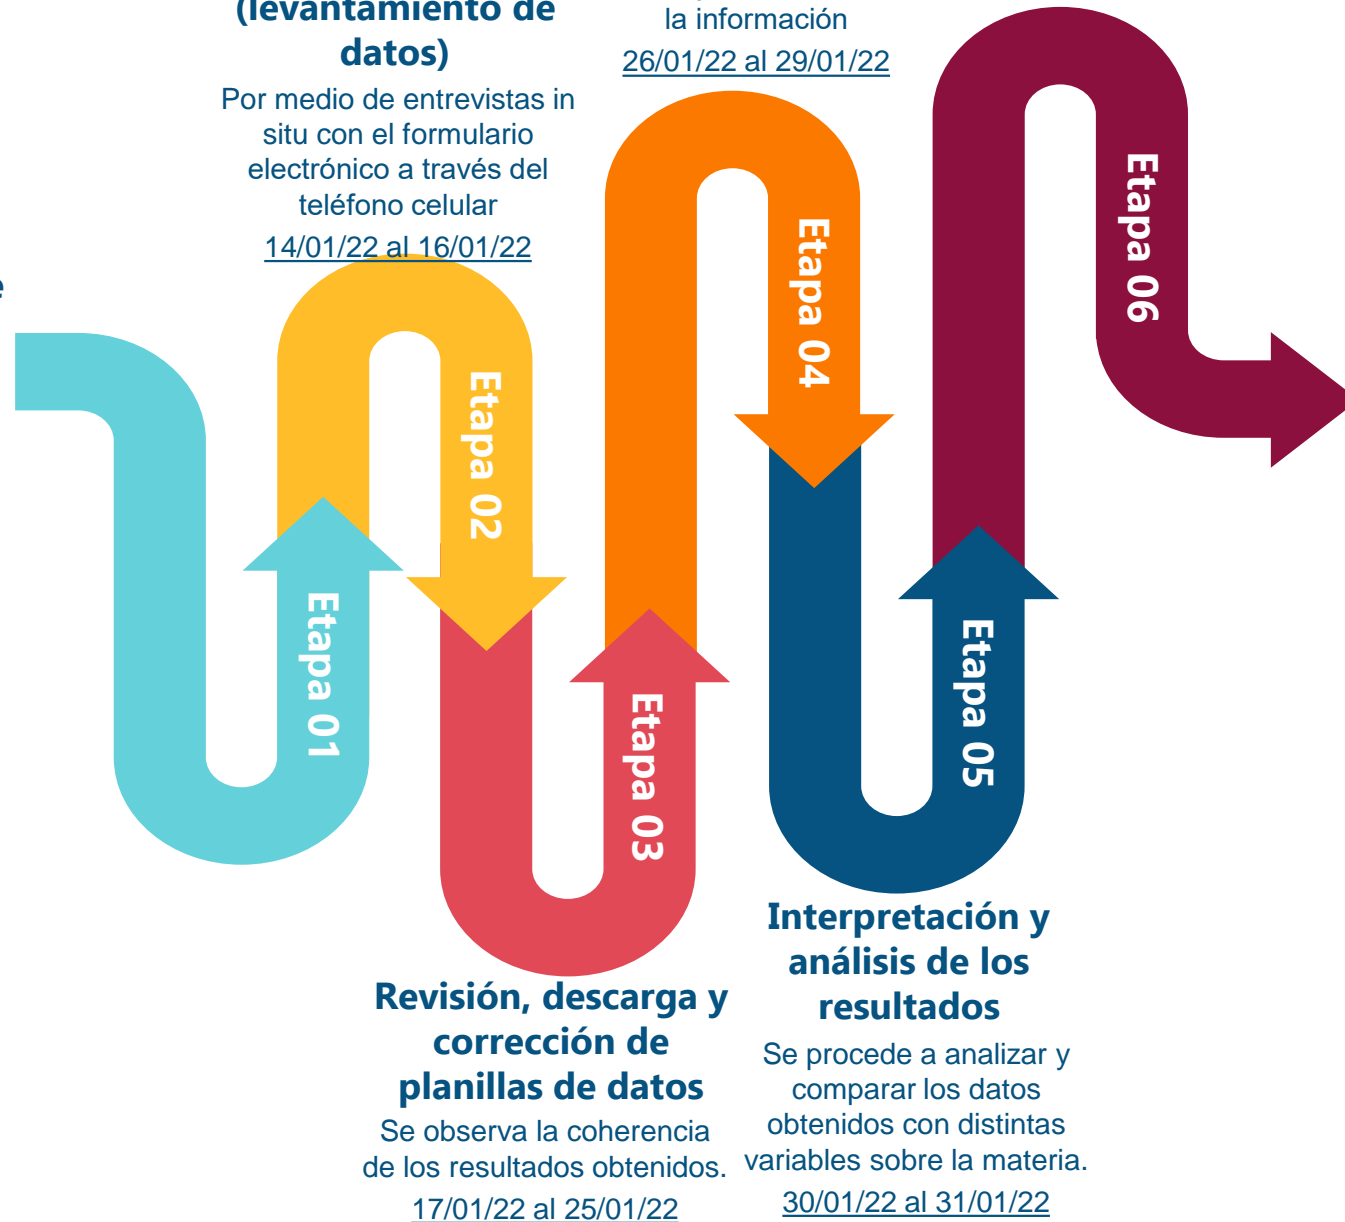 (levantamiento de
datos)
Por medio de entrevistas in
situ con el formulario
electrónico a través del
teléfono celular
14/01/22 al 16/01/22
la información
26/01/22 al 29/01/22
Etapa 01
Etapa 02
Etapa 03
Etapa 04
Etapa 05
Etapa 06
Revisión, descarga y
corrección de
planillas de datos
Se observa la coherencia
de los resultados obtenidos.
17/01/22 al 25/01/22
Interpretación y
análisis de los
resultados
Se procede a analizar y
comparar los datos
obtenidos con distintas
variables sobre la materia.
30/01/22 al 31/01/22